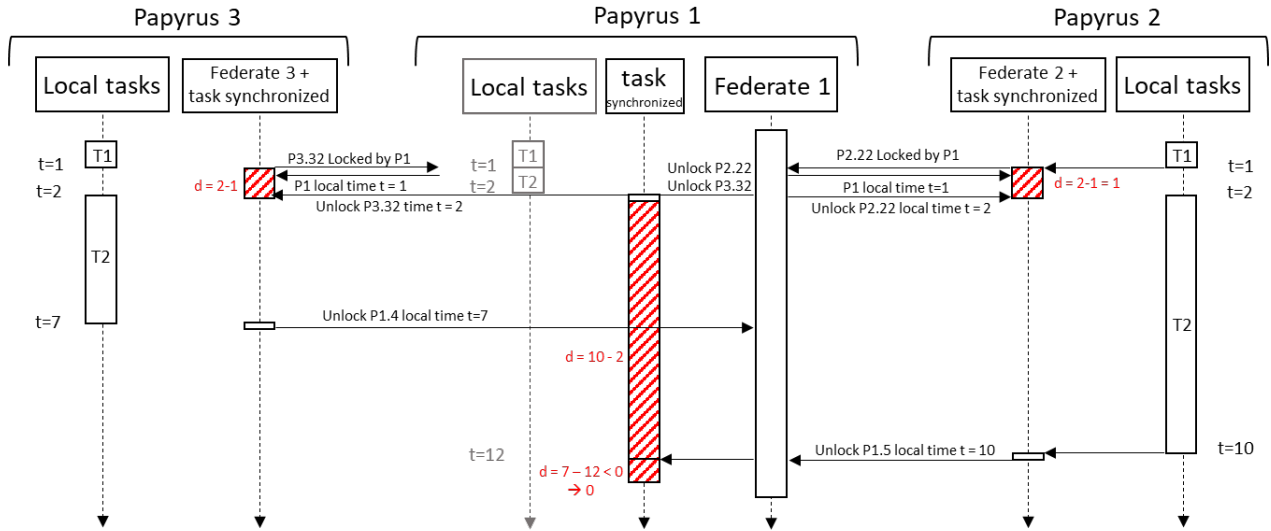 Papyrus 3
Papyrus 1
Papyrus 2
Local tasks
Federate 3 +
task synchronized
Local tasks
task
synchronized
Federate 1
Federate 2 +
task synchronized
Local tasks
T1
t=1
t=2
T2
t=7
d = 2-1
P3.32 Locked by P1
P1 local time t = 1
Unlock P3.32 time t = 2
t=1
t=2
T1
T2
Unlock P2.22
Unlock P3.32
P2.22 Locked by P1
P1 local time t=1
Unlock P2.22 local time t = 2
d = 2-1 = 1
T1
t=1
t=2
T2
Unlock P1.4 local time t=7
d = 10 - 2
t=12
d = 7 – 12 < 0
→ 0
Unlock P1.5 local time t = 10
t=10